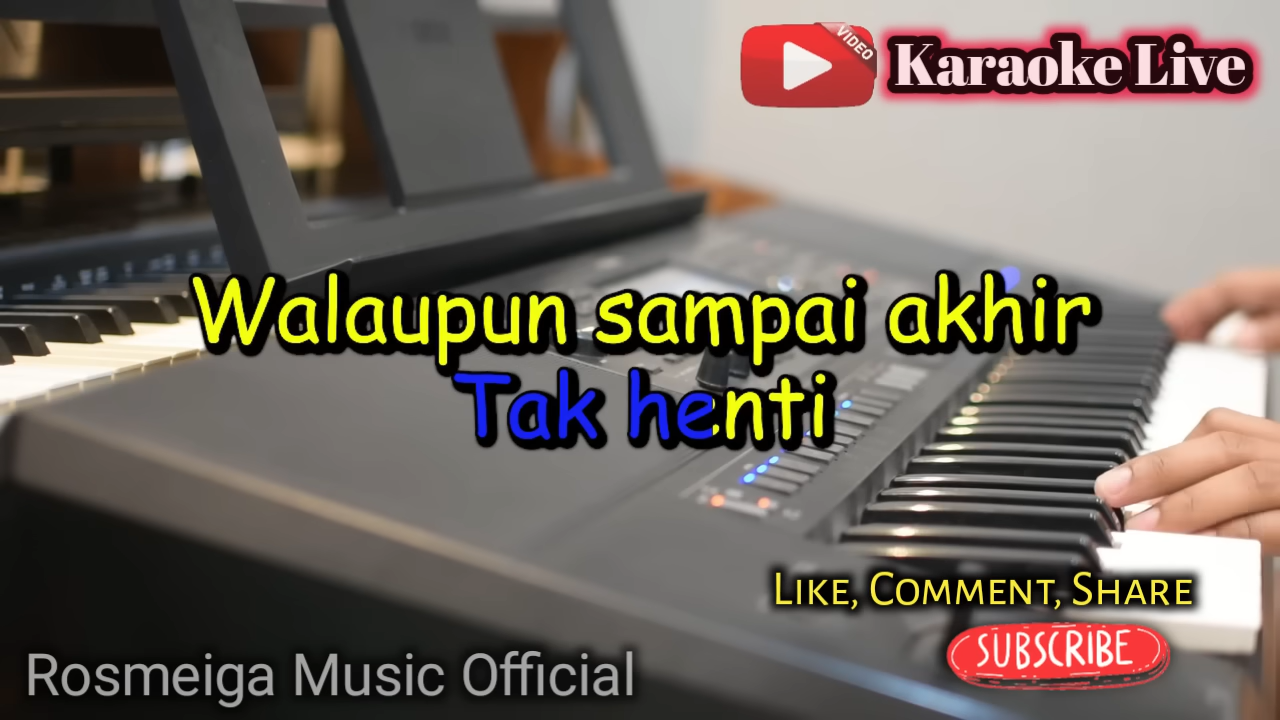 VIDEO
Karaoke Live
Walaupun sampai akhir
Tak henti
Like, Comment, Share
SUBSCRIBE
Rosmeiga Music Official